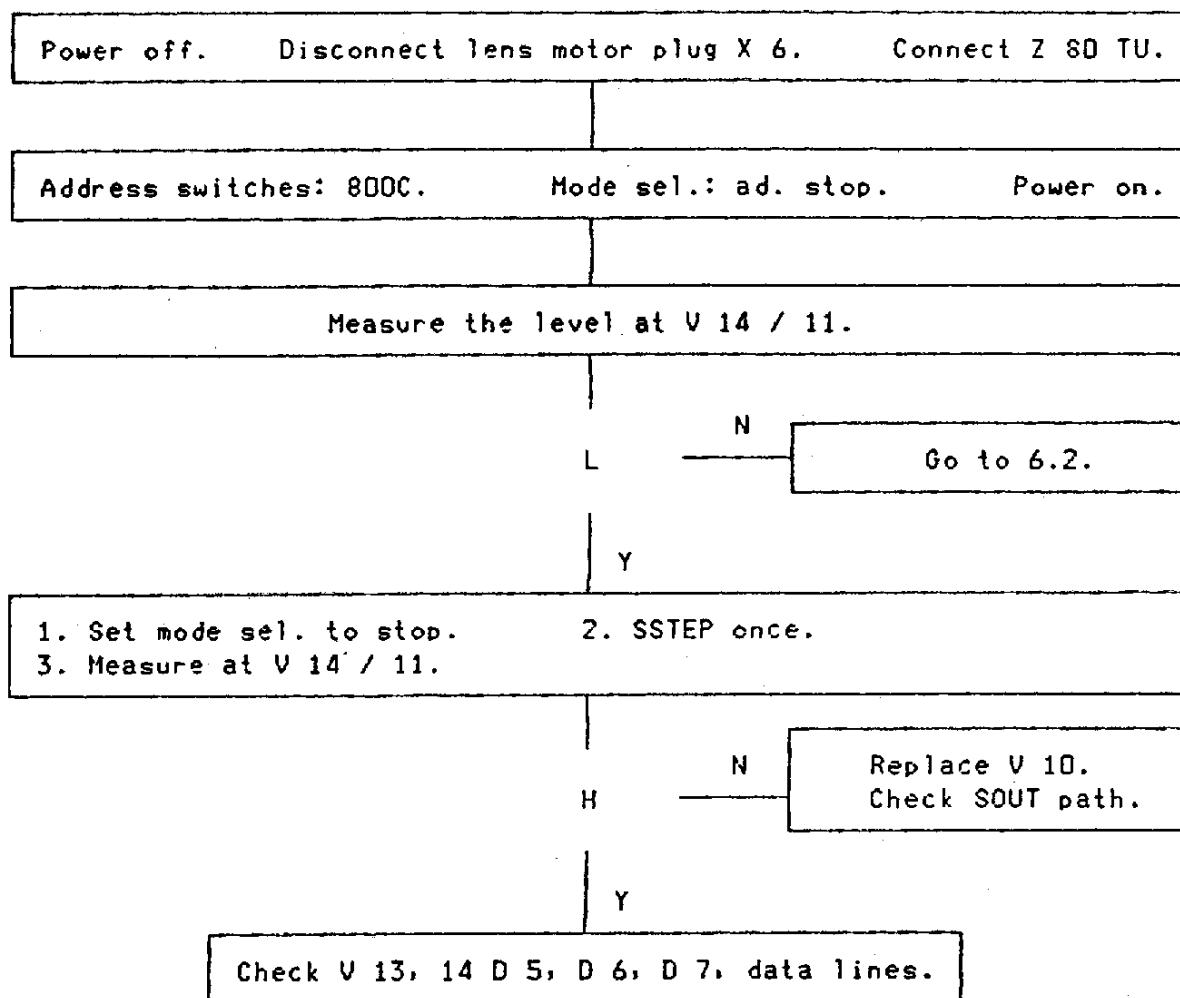 Power off. Disconnect lens motor plug X 6. Connect Z 80 TU.
Address switches: 800C. Mode sel.: ad. stop. Power on.
Measure the level at V 14 / 11.
N
L
Go to 6.2.
Y
1. Set mode sel. to stop. 2. SSTEP once.
3. Measure at V 14 / 11.
N
H
Replace V 10.
Check SOUT path.
Y
Check V 13, 14 D 5, D 6, D 7, data lines.